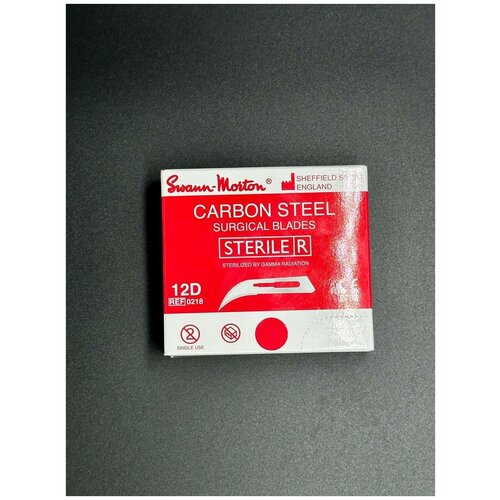 Swann-Morton®
SHEFFIELD
ENGLAND
CARBON STEEL
SURGICAL BLADES
STERILE R
STERILIZED BY GAMMA RADIATION
12D
REF 0218
SINGLE USE